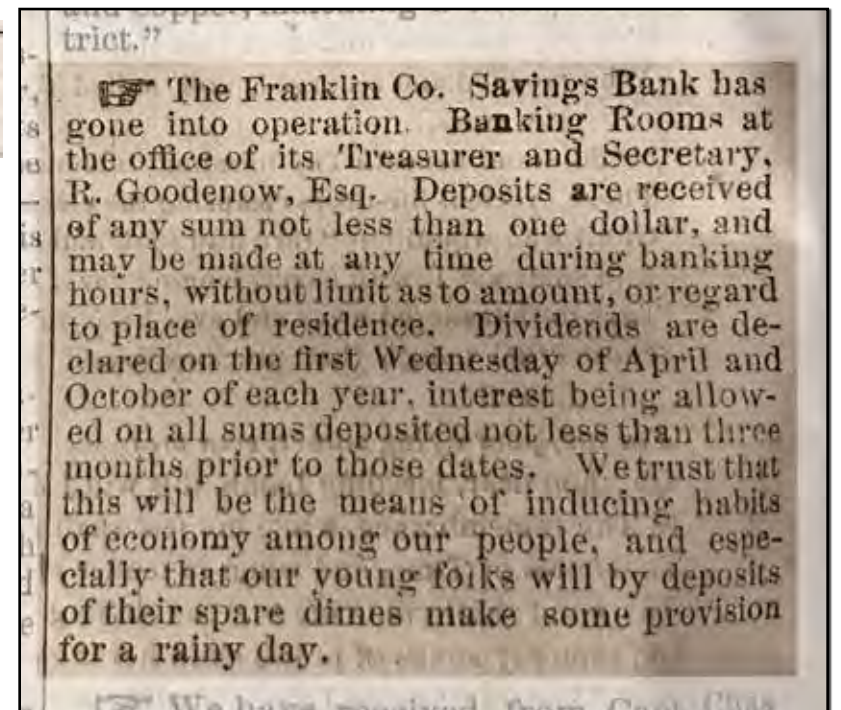 trict."
☞ The Franklin Co. Savings Bank has
gone into operation. Banking Rooms at
the office of its Treasurer and Secretary,
R. Goodenow, Esq. Deposits are received
of any sum not less than one dollar, and
may be made at any time during banking
hours, without limit as to amount, or regard
to place of residence. Dividends are de-
clared on the first Wednesday of April and
October of each year, interest being allow-
ed on all sums deposited not less than three
months prior to those dates. We trust that
this will be the means of inducing habits
of economy among our people, and espe-
cially that our young folks will by deposits
of their spare dimes make some provision
for a rainy day.
☞ We have received from Capt. Chas